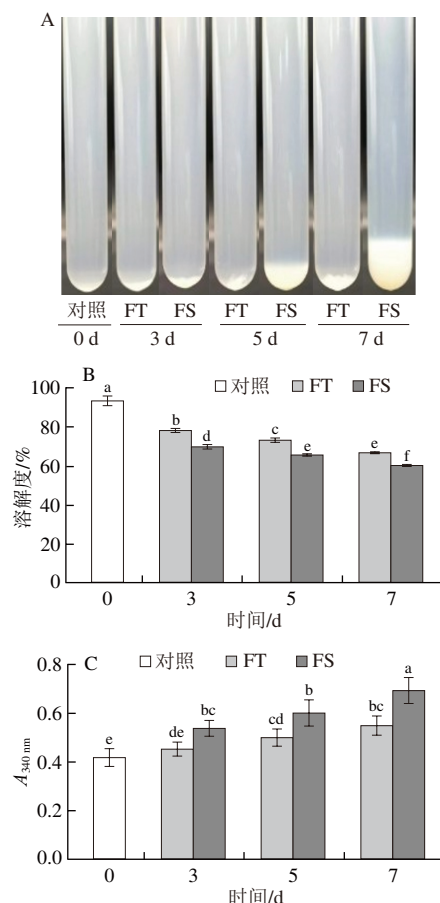 A
对照 FT FS FT FS FT FS
0 d 3 d 5 d 7 d
B
对照 FT FS
100
80
60
40
20
0
溶解度/%
a
b
d
c
e
e
f
0 3 5 7
时间/d
C
对照 FT FS
0.8
0.6
0.4
0.2
0.0
A340 nm
e
de
bc
cd
b
bc
a
0 3 5 7
时间/d